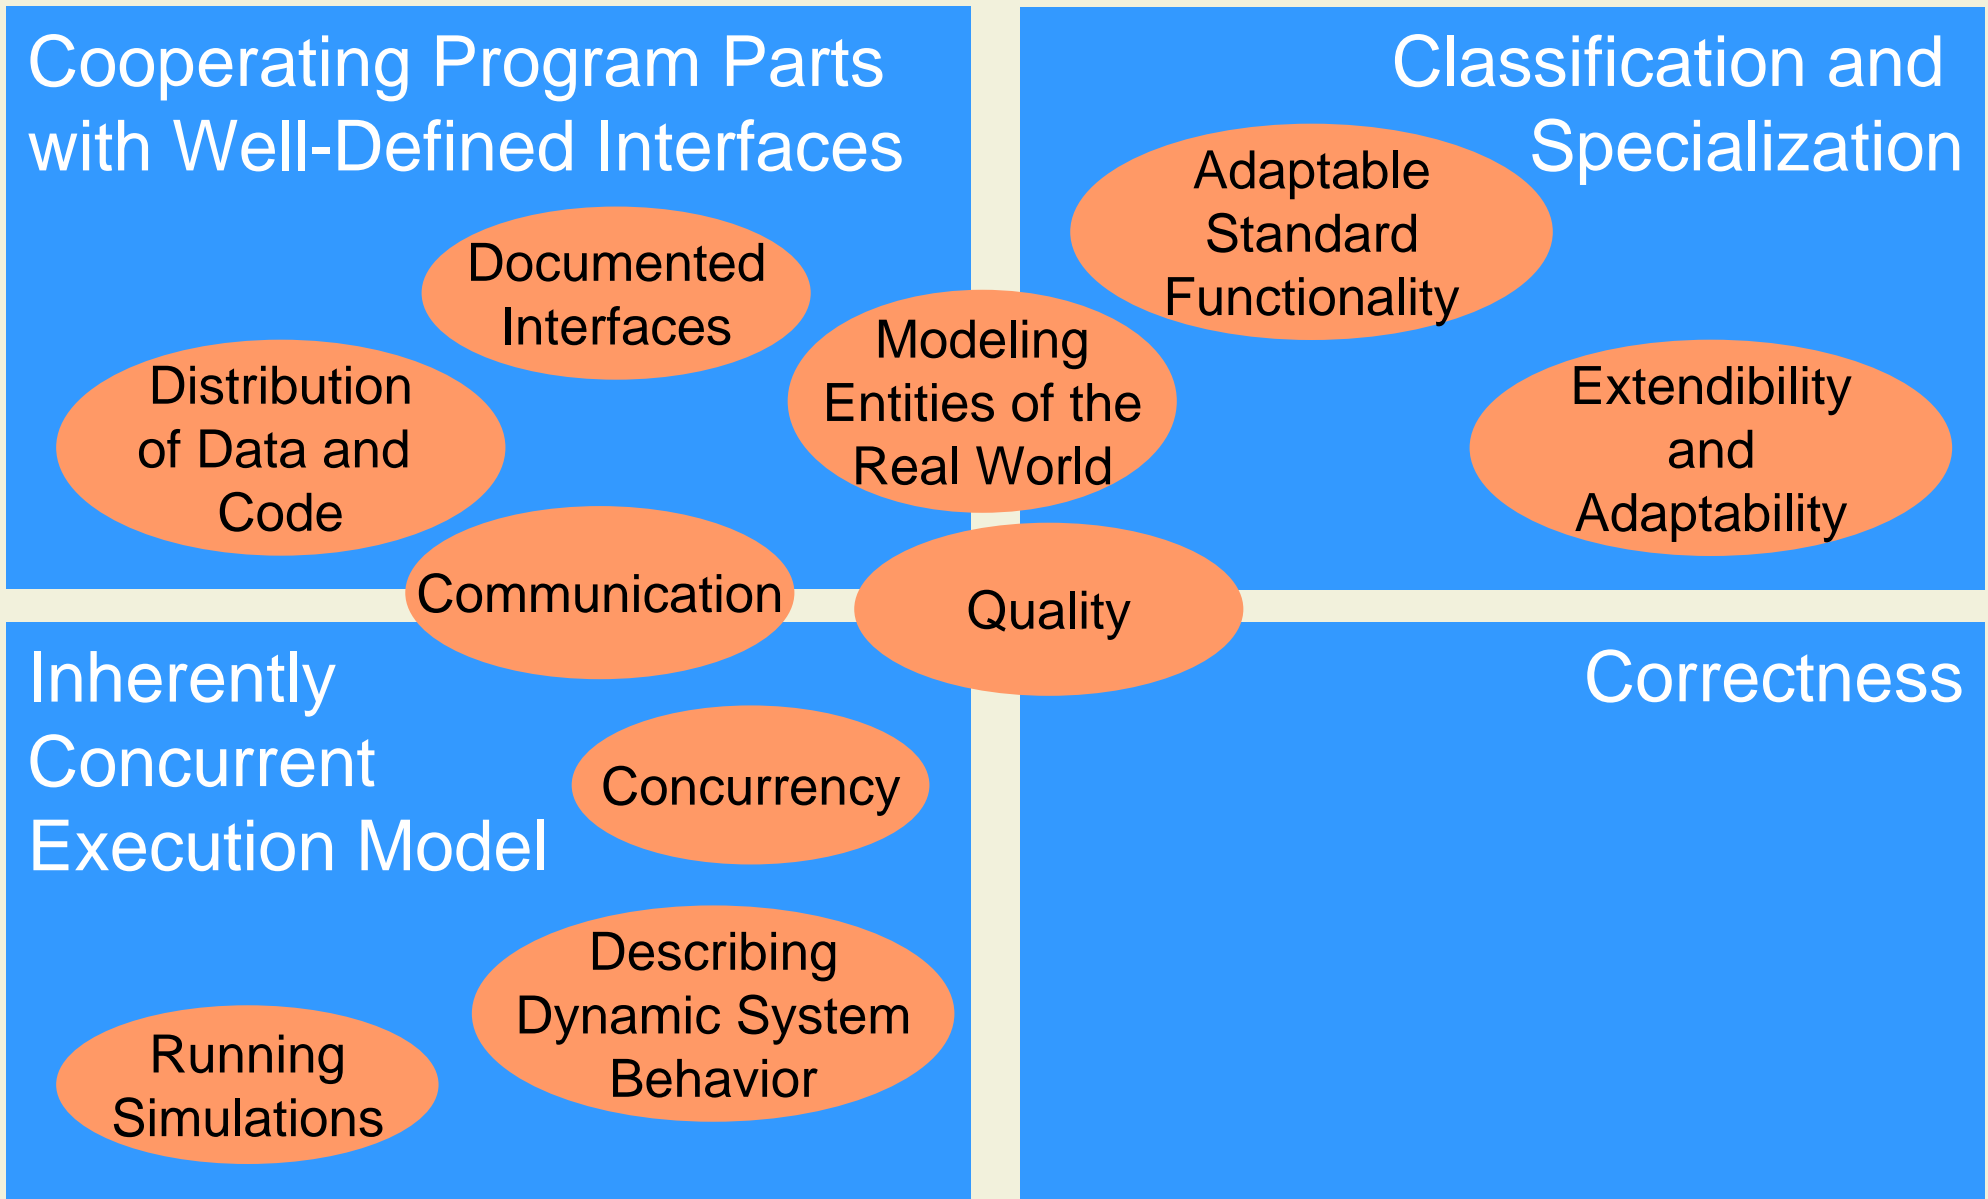 Cooperating Program Parts
with Well-Defined Interfaces
Documented
Interfaces
Distribution
of Data and
Code
Classification and
Specialization
Adaptable
Standard
Functionality
Modeling
Entities of the
Real World
Extendibility
and
Adaptability
Communication
Quality
Inherently
Concurrent
Execution Model
Concurrency
Describing
Dynamic System
Behavior
Running
Simulations
Correctness